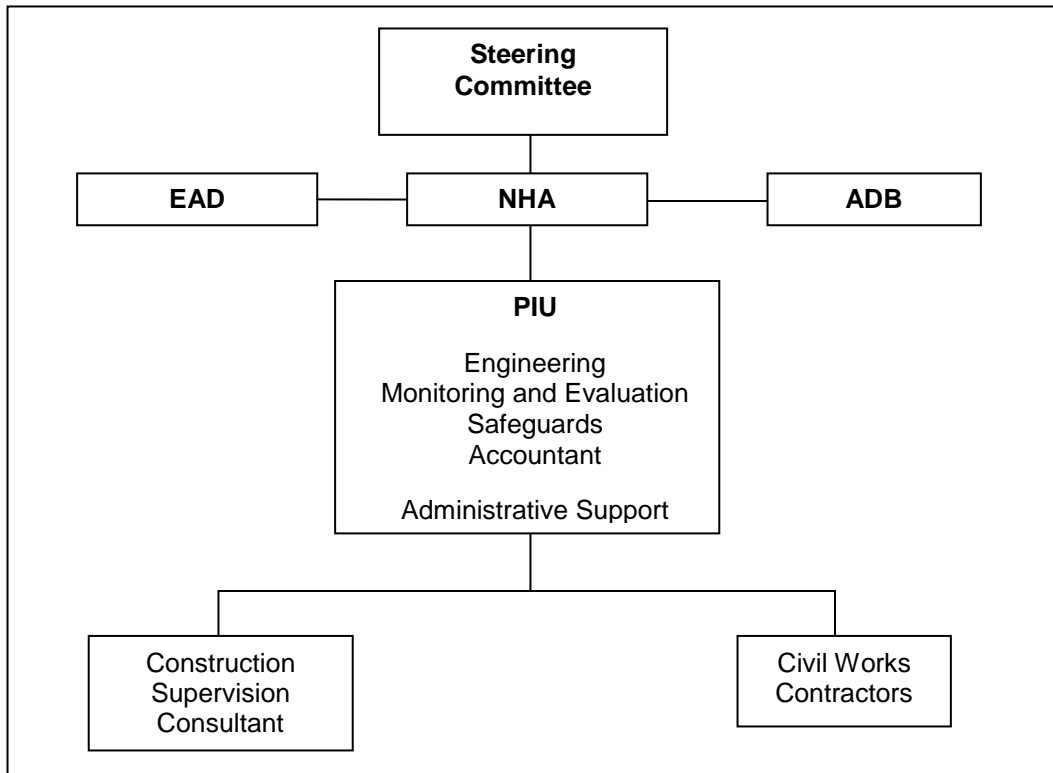 Steering
Committee
EAD
NHA
ADB
PIU
Engineering
Monitoring and Evaluation
Safeguards
Accountant
Administrative Support
Construction
Supervision
Consultant
Civil Works
Contractors